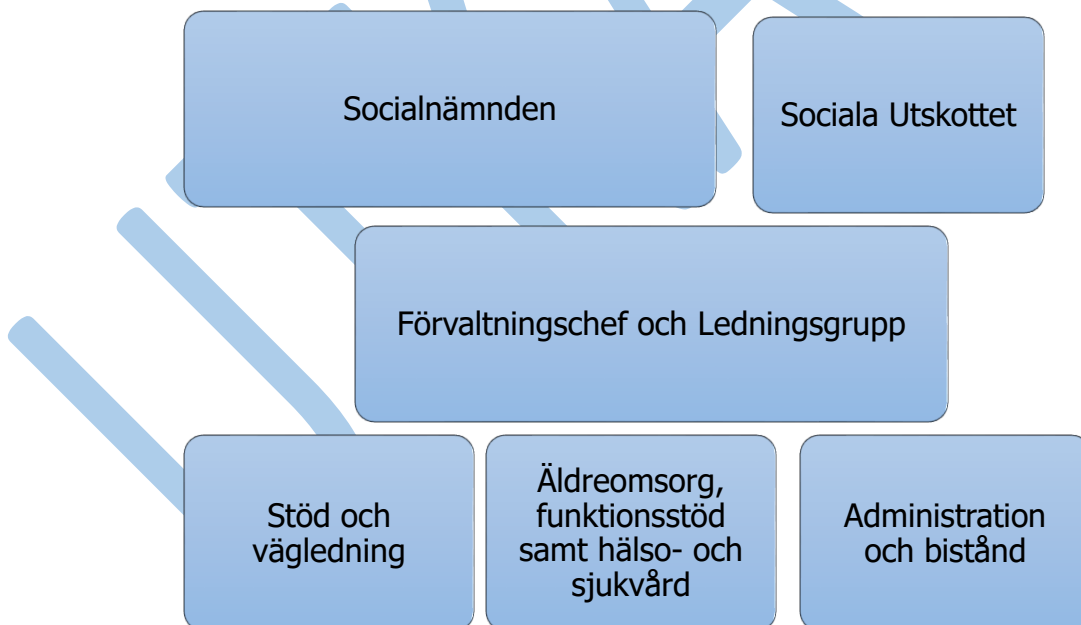 Socialnämnden
Sociala Utskottet
Förvaltningschef och Ledningsgrupp
Stöd och
vägledning
Äldreomsorg,
funktionsstöd
samt hälso- och
sjukvård
Administration
och bistånd